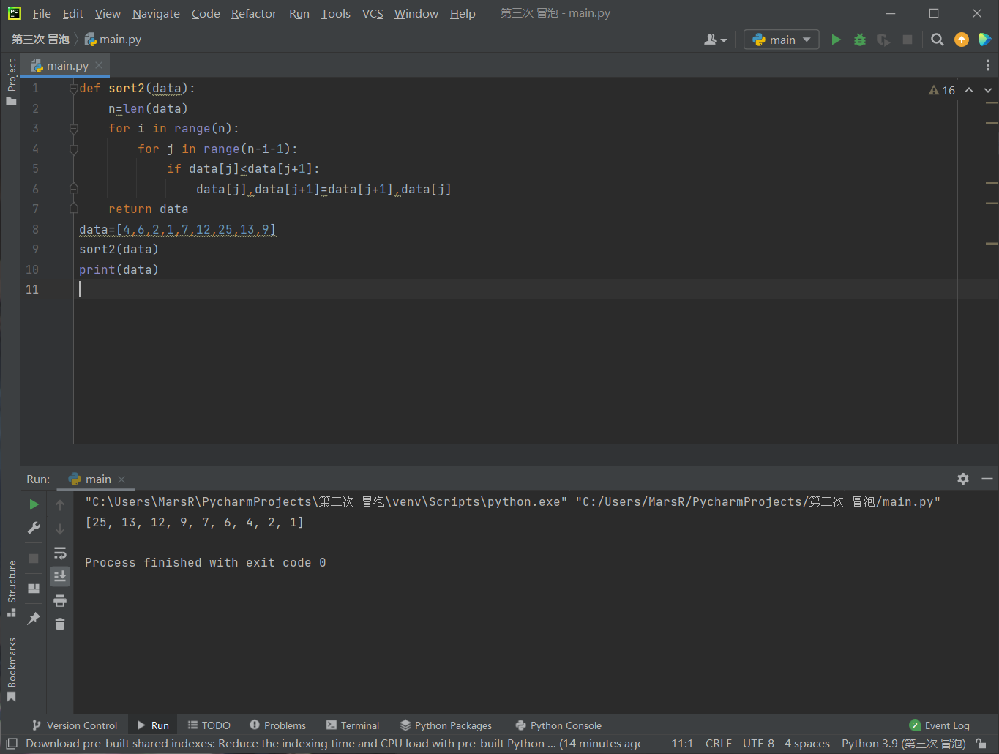 PC File Edit View Navigate Code Refactor Run Tools VCS Window Help 第三次 冒泡 - main.py
第三次 冒泡 main.py main
Project
main.py
16
1 def sort2(data):
2 n=len(data)
3 for i in range(n):
4 for j in range(n-i-1):
5 if data[j]<data[j+1]:
6 data[j],data[j+1]=data[j+1],data[j]
7 return data
8 data=[4,6,2,1,7,12,25,13,9]
9 sort2(data)
10 print(data)
11
Run: main
"C:\Users\MarsR\PycharmProjects\第三次 冒泡\venv\Scripts\python.exe" "C:/Users/MarsR/PycharmProjects/第三次 冒泡/main.py"
[25, 13, 12, 9, 7, 6, 4, 2, 1]
Process finished with exit code 0
Structure
Bookmarks
Version Control Run TODO Problems Terminal Python Packages Python Console 2 Event Log
Download pre-built shared indexes: Reduce the indexing time and CPU load with pre-built Python ... (14 minutes agc 11:1 CRLF UTF-8 4 spaces Python 3.9 (第三次 冒泡)